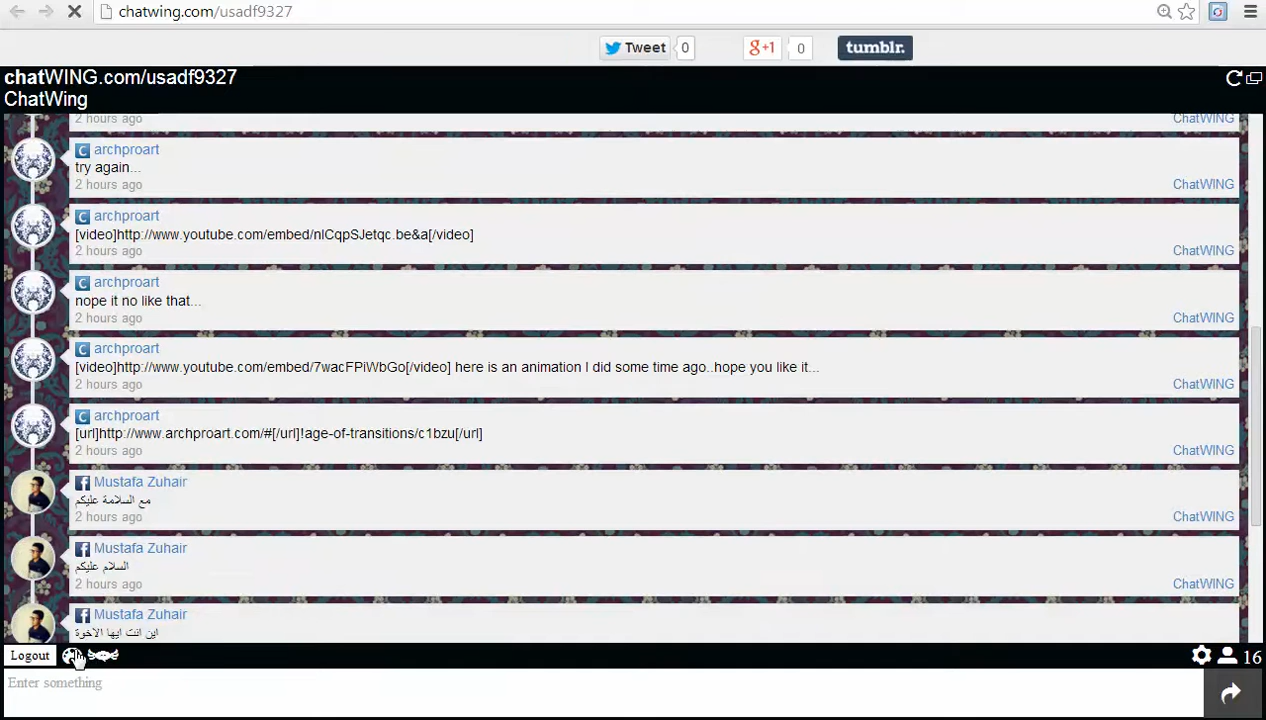 chatwing.com/usadf9327
Tweet 0 g+1 0 tumblr.
chatWING.com/usadf9327
ChatWing
2 hours ago ChatWING
C archproart
try again...
2 hours ago ChatWING
C archproart
[video]http://www.youtube.com/embed/nlCqpSJetqc.be&a[/video]
2 hours ago ChatWING
C archproart
nope it no like that...
2 hours ago ChatWING
C archproart
[video]http://www.youtube.com/embed/7wacFPiWbGo[/video] here is an animation I did some time ago..hope you like it...
2 hours ago ChatWING
C archproart
[url]http://www.archproart.com/#[/url]!age-of-transitions/c1bzu[/url]
2 hours ago ChatWING
f Mustafa Zuhair
مع السلامة عليكم
2 hours ago ChatWING
f Mustafa Zuhair
السلام عليكم
2 hours ago ChatWING
f Mustafa Zuhair
اين انت ايها الاخوة
Logout 16
Enter something